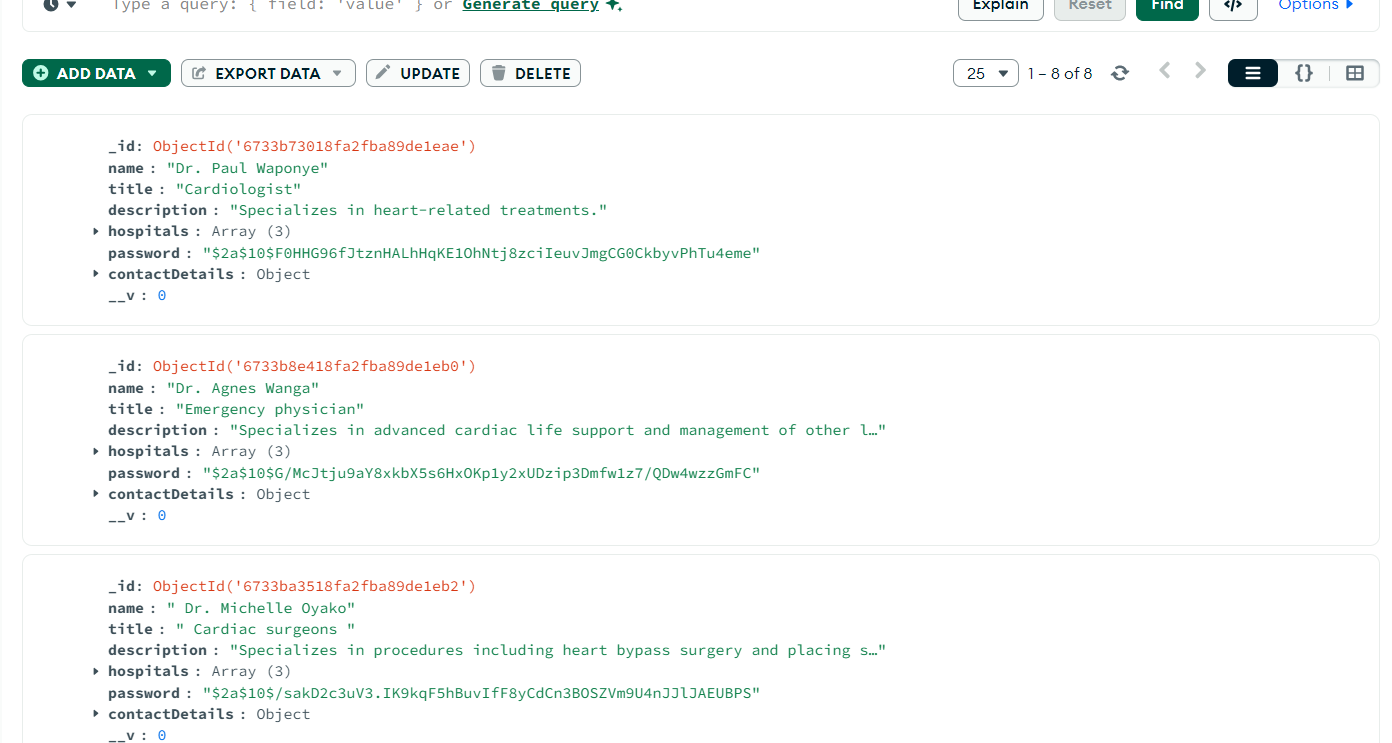 Type a query: { field: 'value' } or Generate query
Explain Reset Find </> Options
ADD DATA EXPORT DATA UPDATE DELETE 25 1 – 8 of 8 {}
_id: ObjectId('6733b73018fa2fba89de1eae')
name : "Dr. Paul Waponye"
title : "Cardiologist"
description : "Specializes in heart-related treatments."
hospitals : Array (3)
password : "$2a$10$F0HHG96fJtznHALhHqKE1OhNtj8zciIeuvJmgCG0CkbyvPhTu4eme"
contactDetails : Object
__v : 0
_id: ObjectId('6733b8e418fa2fba89de1eb0')
name : "Dr. Agnes Wanga"
title : "Emergency physician"
description : "Specializes in advanced cardiac life support and management of other l…"
hospitals : Array (3)
password : "$2a$10$G/McJtju9aY8xkbX5s6HxOKp1y2xUDzip3Dmfw1z7/QDw4wzzGmFC"
contactDetails : Object
__v : 0
_id: ObjectId('6733ba3518fa2fba89de1eb2')
name : " Dr. Michelle Oyako"
title : " Cardiac surgeons "
description : "Specializes in procedures including heart bypass surgery and placing s…"
hospitals : Array (3)
password : "$2a$10$/sakD2c3uV3.IK9kqF5hBuvIfF8yCdCn3BOSZVm9U4nJJlJAEUBPS"
contactDetails : Object
__v : 0